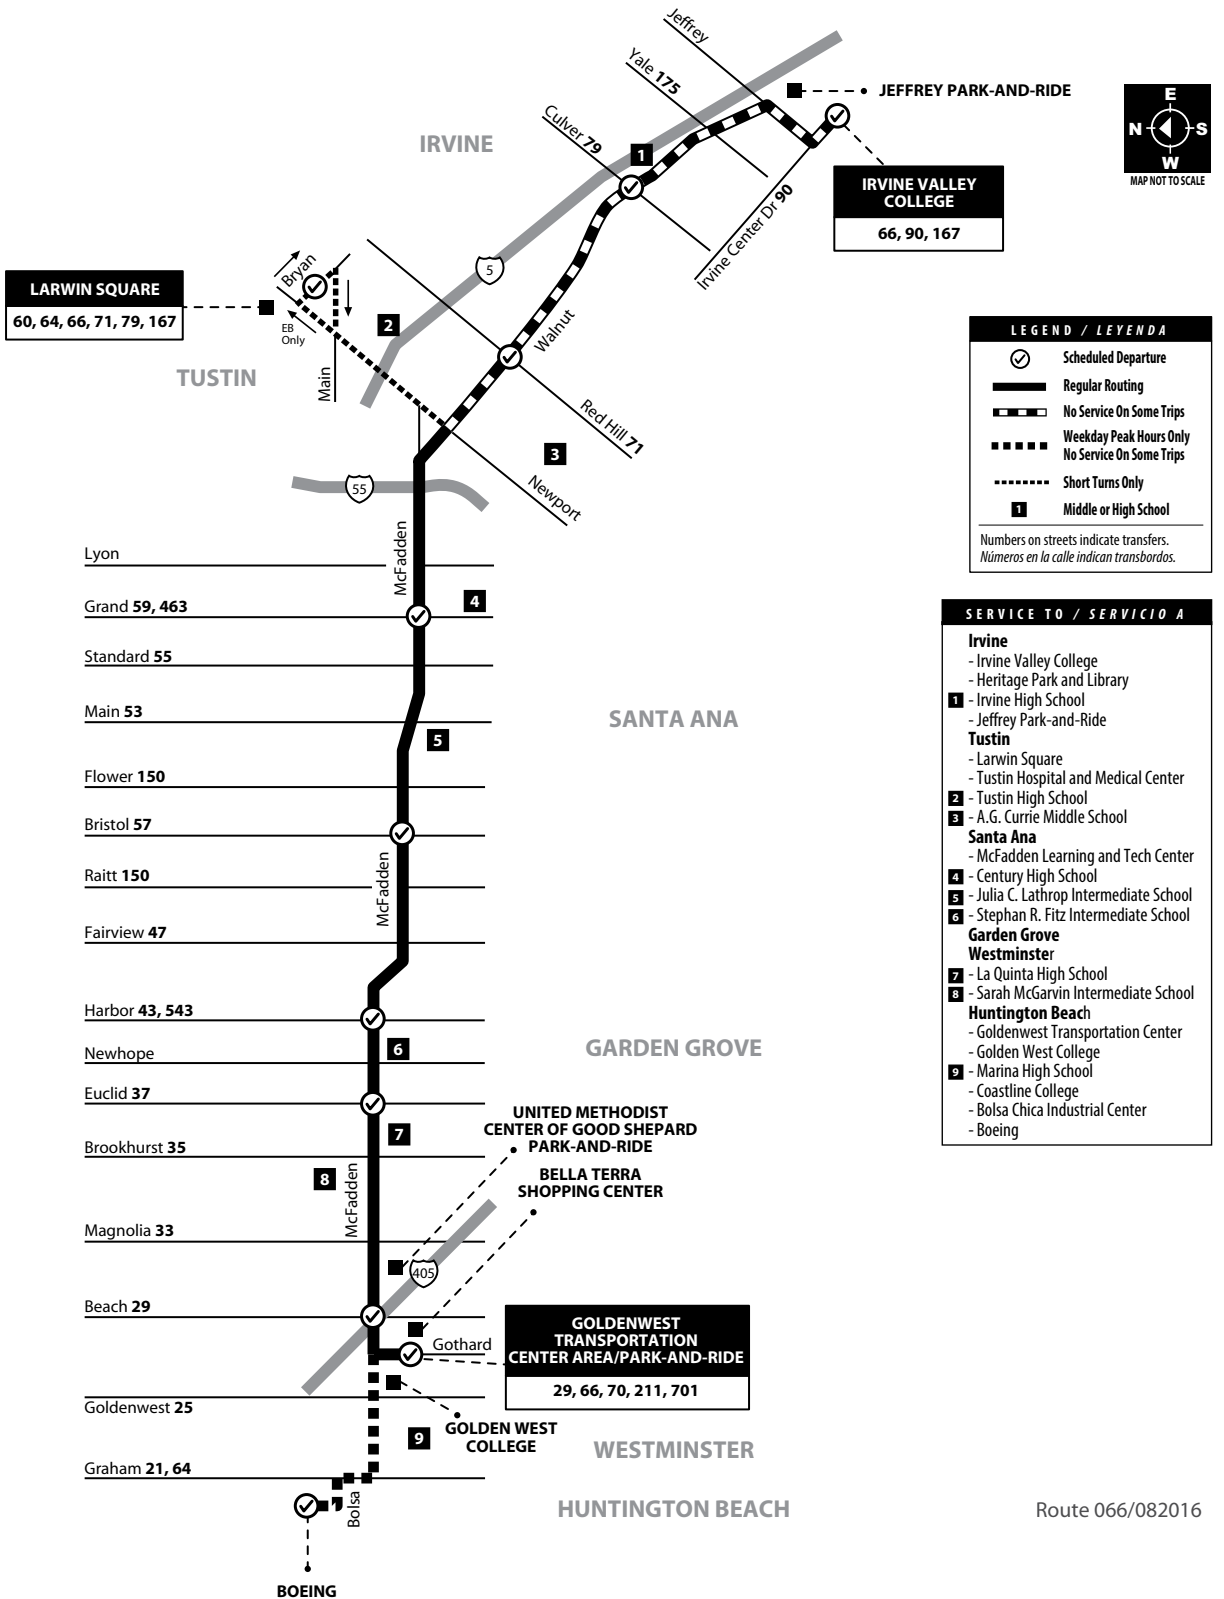 Jeffrey
Yale 175
Culver 79
JEFFREY PARK-AND-RIDE
IRVINE
1
E
N S
W
MAP NOT TO SCALE
IRVINE VALLEY
COLLEGE
66, 90, 167
Irvine Center Dr 90
Bryan
5
LARWIN SQUARE
60, 64, 66, 71, 79, 167
EB
Only
2
Walnut
TUSTIN
Main
Red Hill 71
3
Newport
55
LEGEND / LEYENDA
Scheduled Departure
Regular Routing
No Service On Some Trips
Weekday Peak Hours Only
No Service On Some Trips
Short Turns Only
1 Middle or High School
Numbers on streets indicate transfers.
Números en la calle indican transbordos.
McFadden
Lyon
Grand 59, 463
4
Standard 55
Main 53
SANTA ANA
5
Flower 150
Bristol 57
McFadden
Raitt 150
Fairview 47
Harbor 43, 543
6
GARDEN GROVE
Newhope
Euclid 37
7
UNITED METHODIST
CENTER OF GOOD SHEPARD
PARK-AND-RIDE
Brookhurst 35
8
McFadden
BELLA TERRA
SHOPPING CENTER
Magnolia 33
405
Beach 29
Gothard
GOLDENWEST
TRANSPORTATION
CENTER AREA/PARK-AND-RIDE
29, 66, 70, 211, 701
Goldenwest 25
9
GOLDEN WEST
COLLEGE
WESTMINSTER
Graham 21, 64
Bolsa
HUNTINGTON BEACH
BOEING
SERVICE TO / SERVICIO A
Irvine
- Irvine Valley College
- Heritage Park and Library
1 - Irvine High School
- Jeffrey Park-and-Ride
Tustin
- Larwin Square
- Tustin Hospital and Medical Center
2 - Tustin High School
3 - A.G. Currie Middle School
Santa Ana
- McFadden Learning and Tech Center
4 - Century High School
5 - Julia C. Lathrop Intermediate School
6 - Stephan R. Fitz Intermediate School
Garden Grove
Westminster
7 - La Quinta High School
8 - Sarah McGarvin Intermediate School
Huntington Beach
- Goldenwest Transportation Center
- Golden West College
9 - Marina High School
- Coastline College
- Bolsa Chica Industrial Center
- Boeing
Route 066/082016